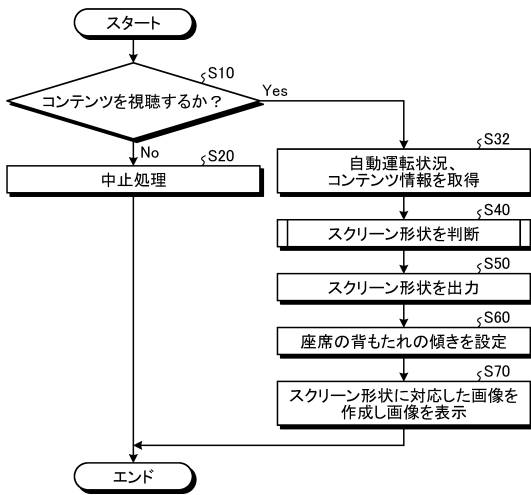 スタート
S10
コンテンツを視聴するか？
Yes
No
S20
中止処理
S32
自動運転状況、
コンテンツ情報を取得
S40
スクリーン形状を判断
S50
スクリーン形状を出力
S60
座席の背もたれの傾きを設定
S70
スクリーン形状に対応した画像を
作成し画像を表示
エンド